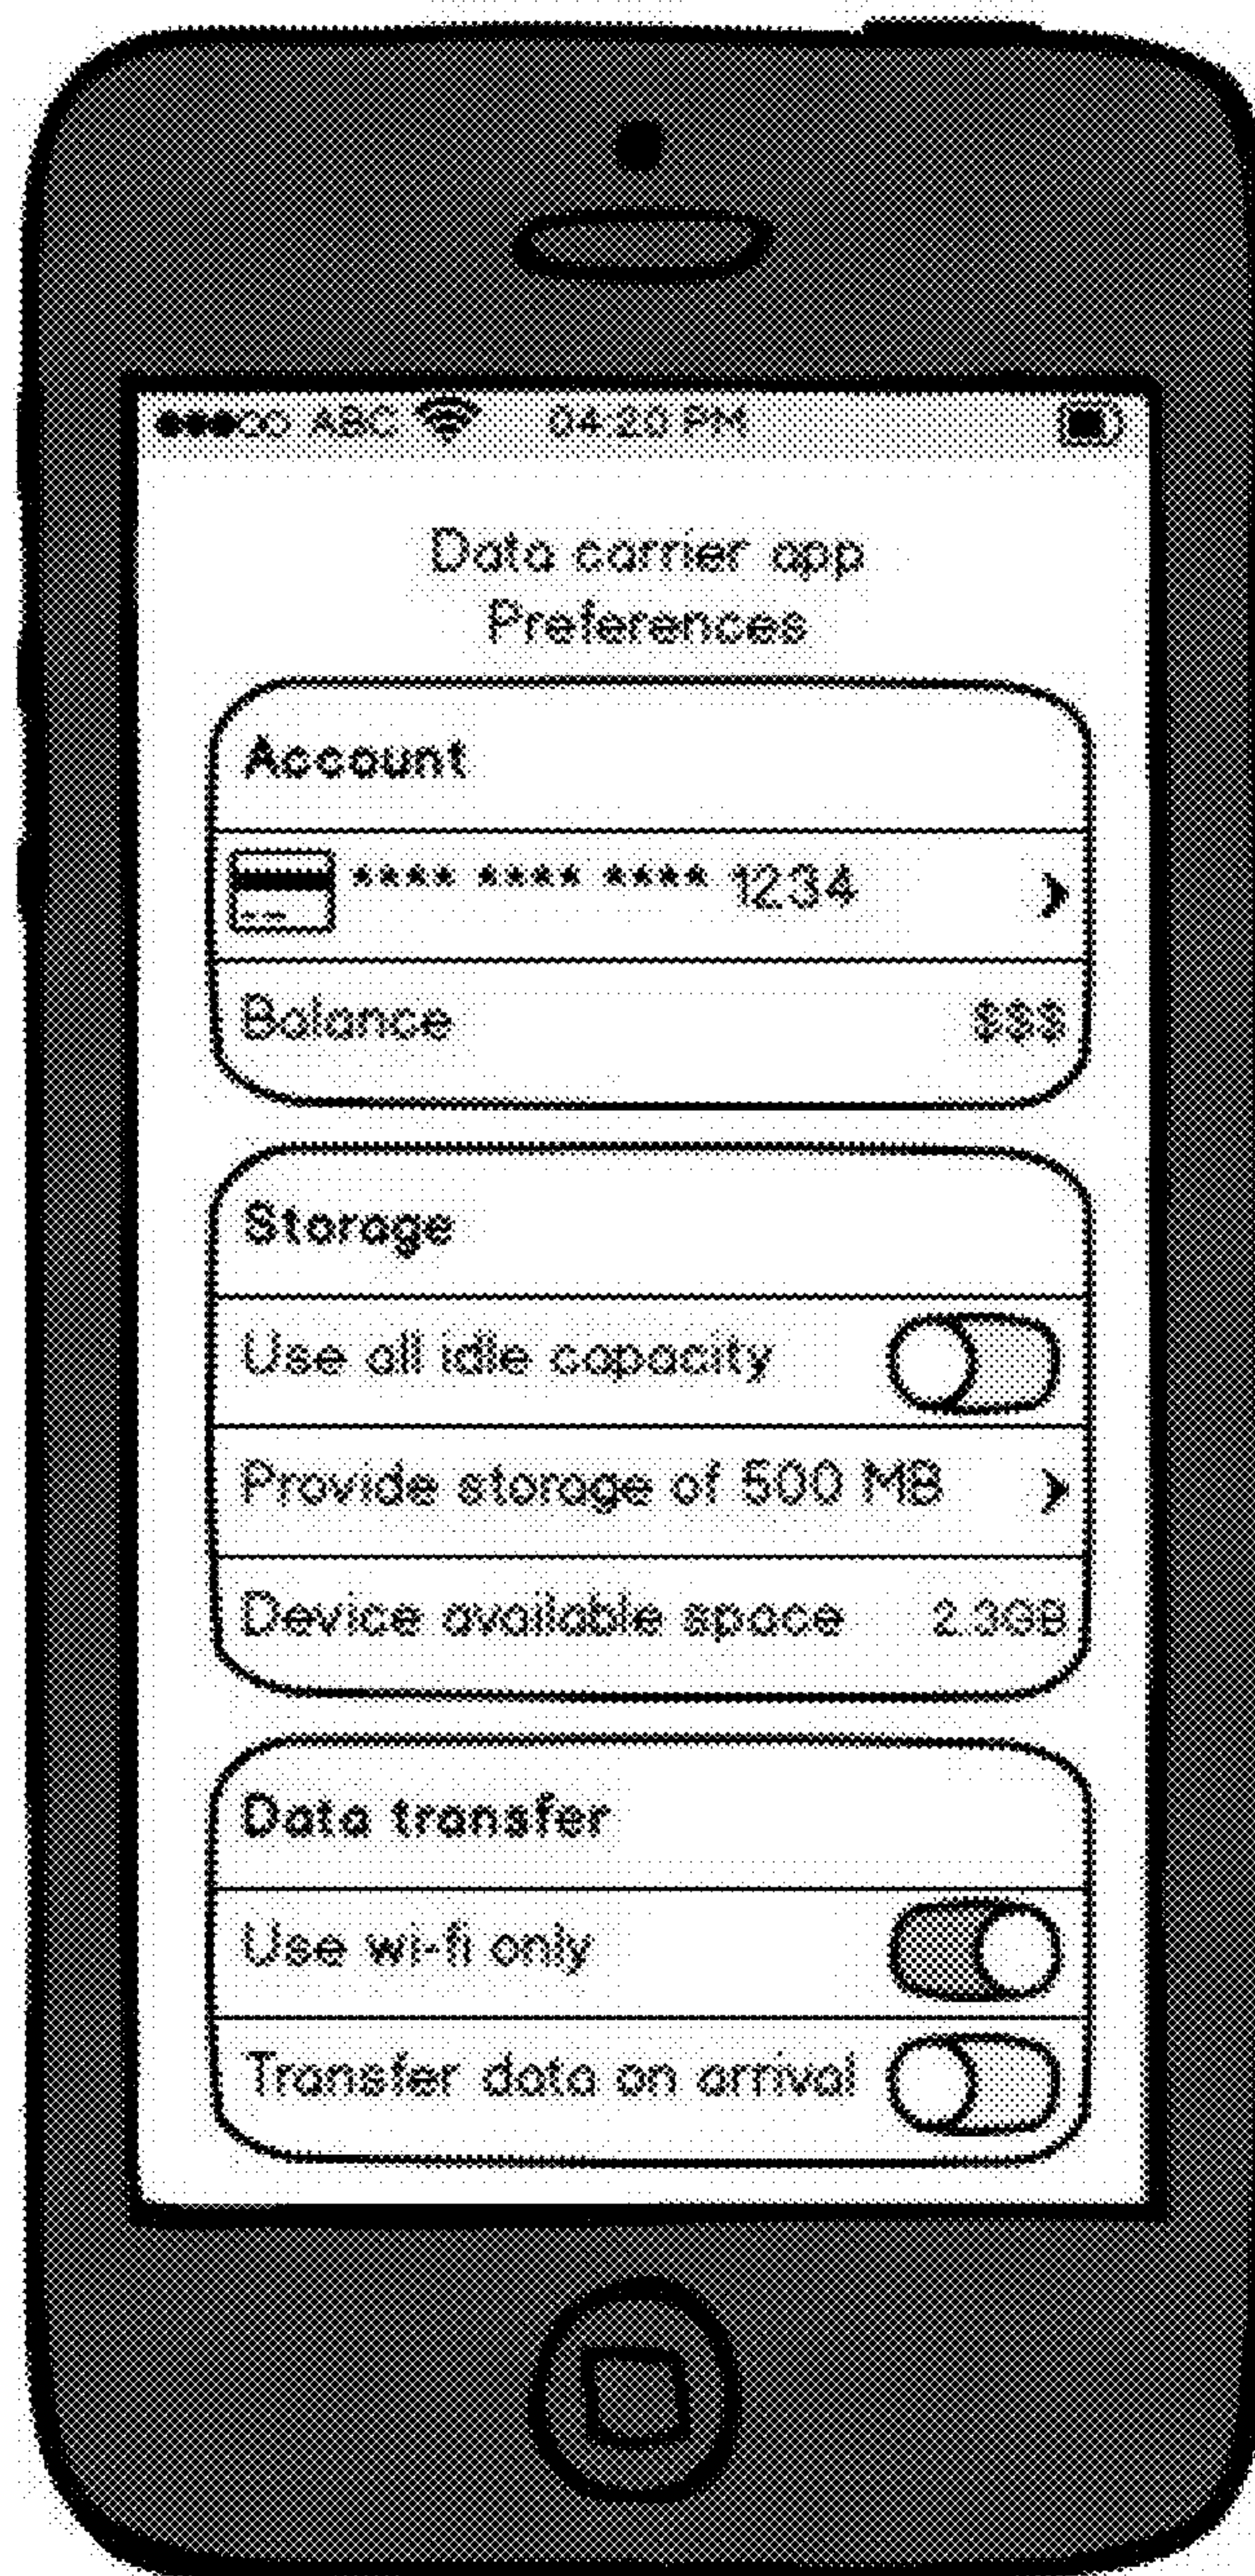 ABC 04:20 PM
Data carrier app
Preferences
Account
**** **** **** 1234
Balance $$$
Storage
Use all idle capacity
Provide storage of 500 MB
Device available space 2.3GB
Data transfer
Use wi-fi only
Transfer data on arrival